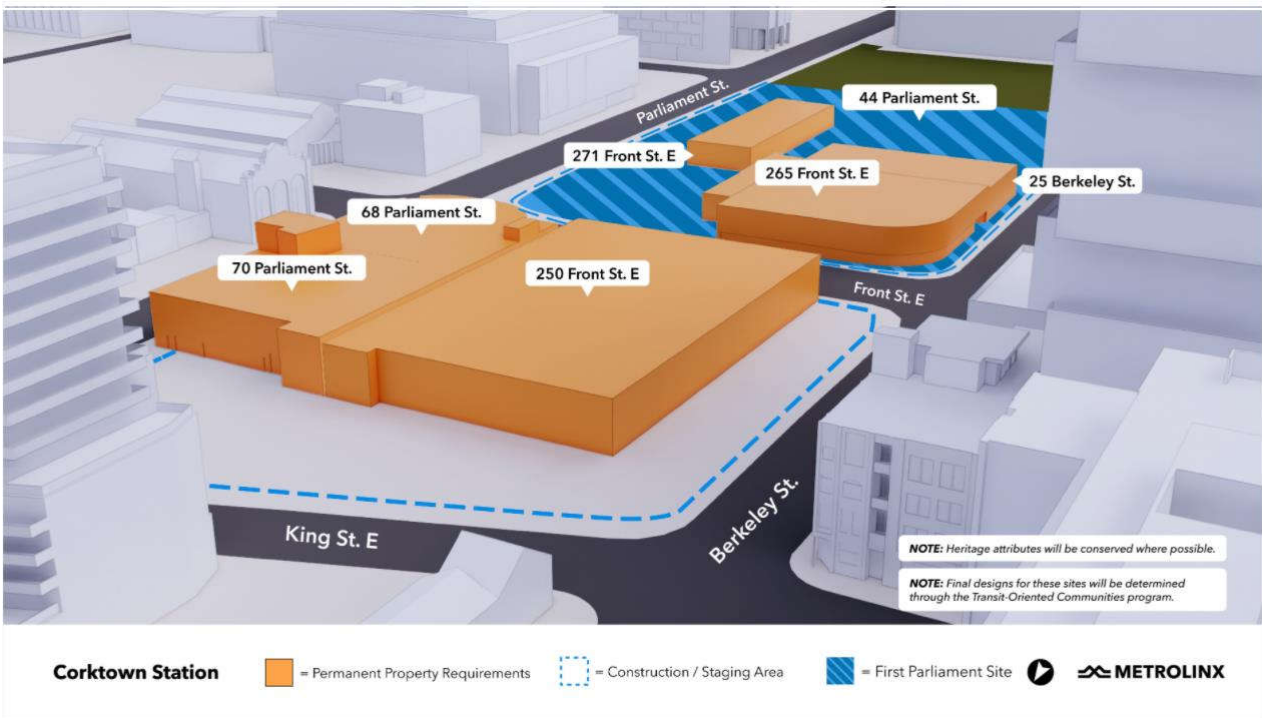 Parliament St.
44 Parliament St.
271 Front St. E
265 Front St. E
25 Berkeley St.
68 Parliament St.
70 Parliament St.
250 Front St. E
Front St. E
King St. E
Berkeley St.
NOTE: Heritage attributes will be conserved where possible.
NOTE: Final designs for these sites will be determined
through the Transit-Oriented Communities program.
Corktown Station
= Permanent Property Requirements
= Construction / Staging Area
= First Parliament Site
METROLINX